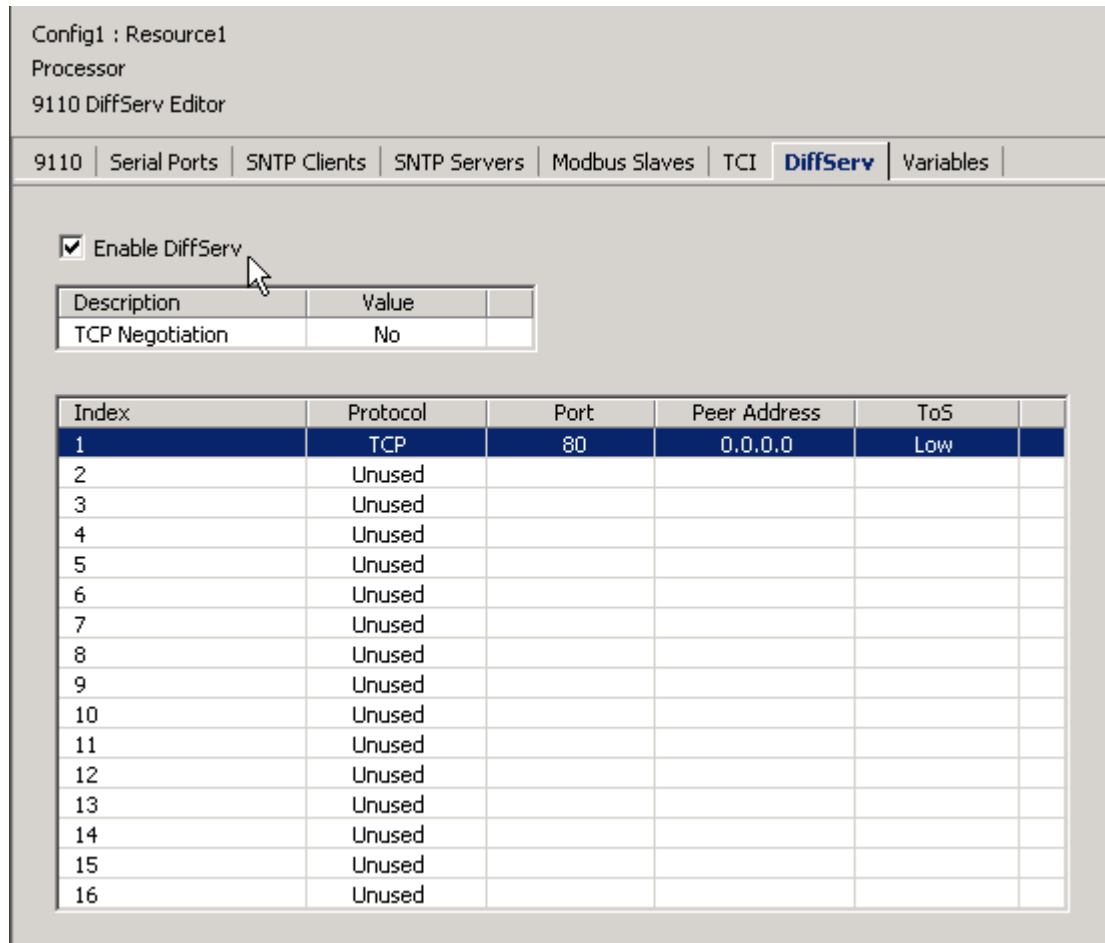 Config1 : Resource1
Processor
9110 DiffServ Editor
9110 Serial Ports SNTP Clients SNTP Servers Modbus Slaves TCI DiffServ Variables
Enable DiffServ
Description Value
TCP Negotiation No
Index Protocol Port Peer Address ToS
1 TCP 80 0.0.0.0 Low
2 Unused
3 Unused
4 Unused
5 Unused
6 Unused
7 Unused
8 Unused
9 Unused
10 Unused
11 Unused
12 Unused
13 Unused
14 Unused
15 Unused
16 Unused